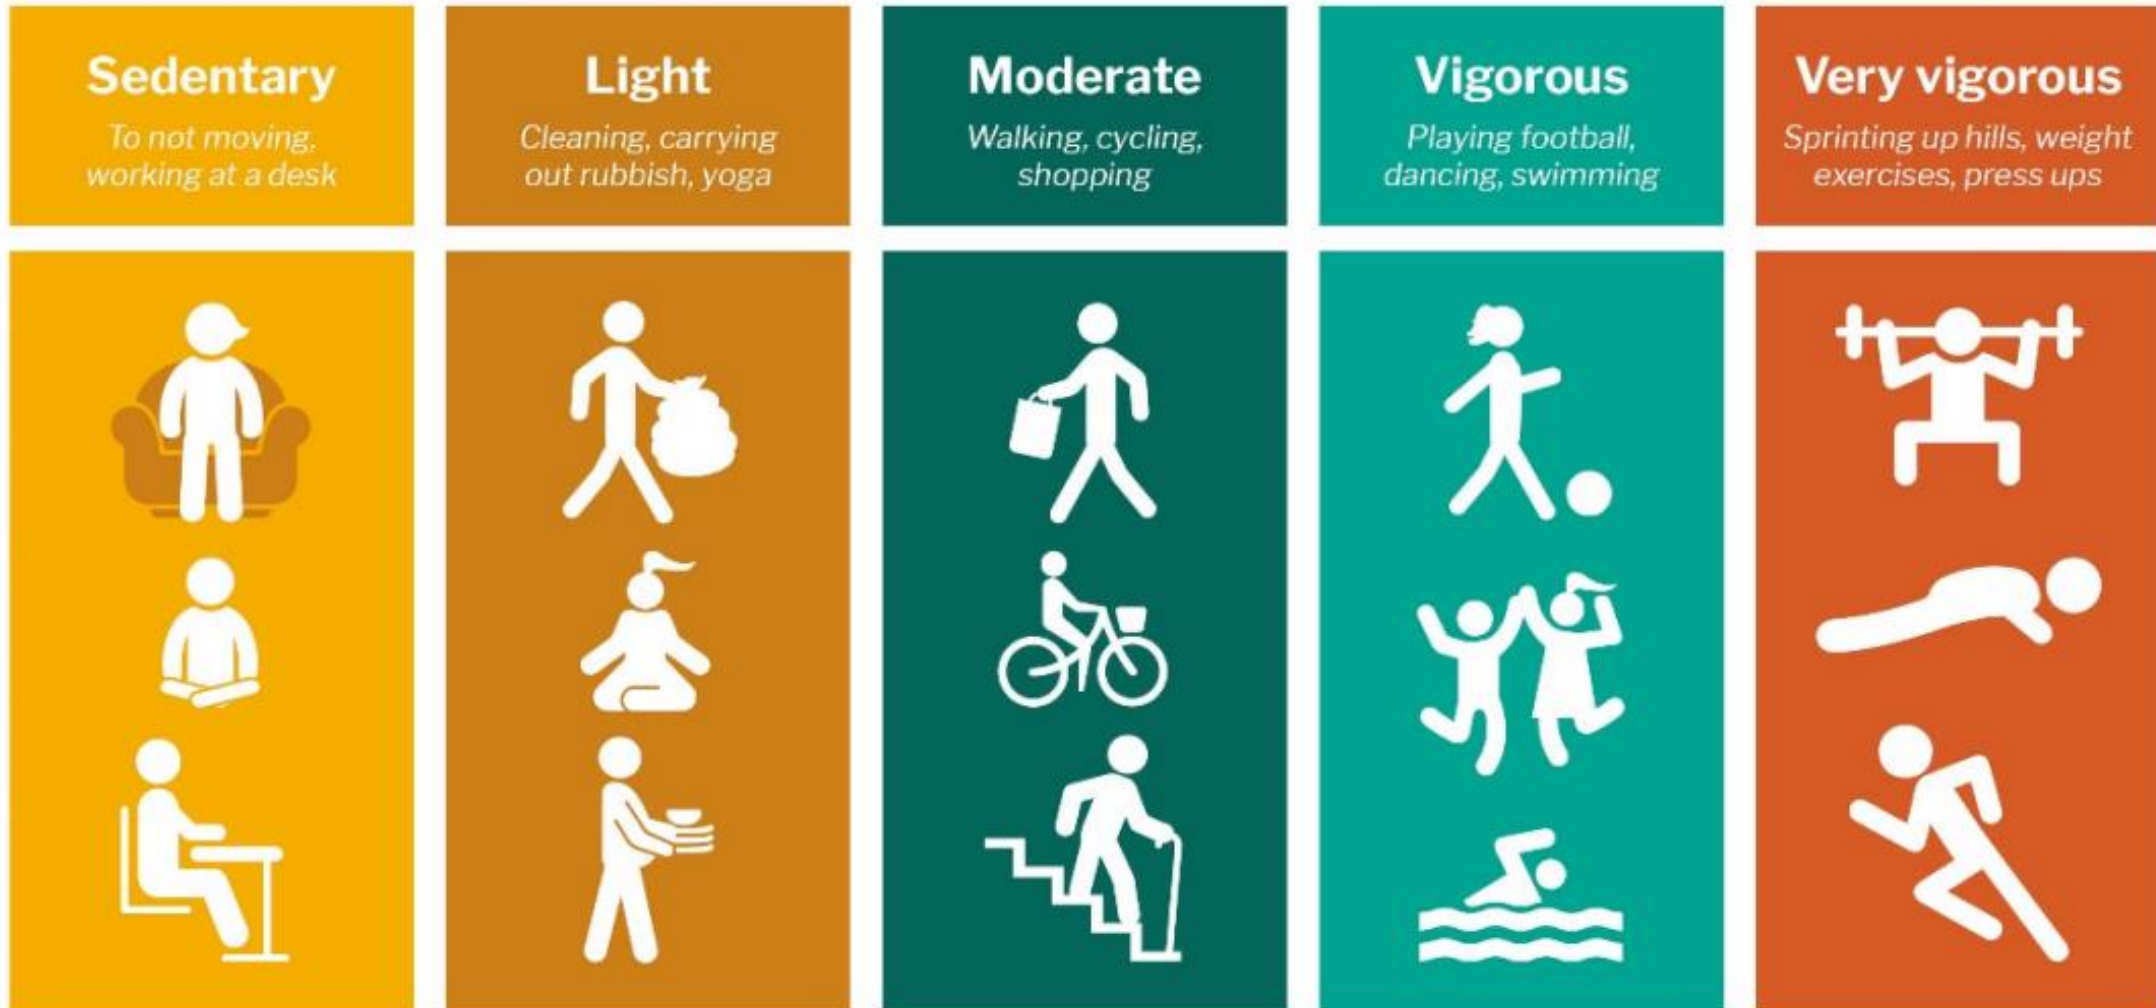 Sedentary
To not moving,
working at a desk
Light
Cleaning, carrying
out rubbish, yoga
Moderate
Walking, cycling,
shopping
Vigorous
Playing football,
dancing, swimming
Very vigorous
Sprinting up hills, weight
exercises, press ups